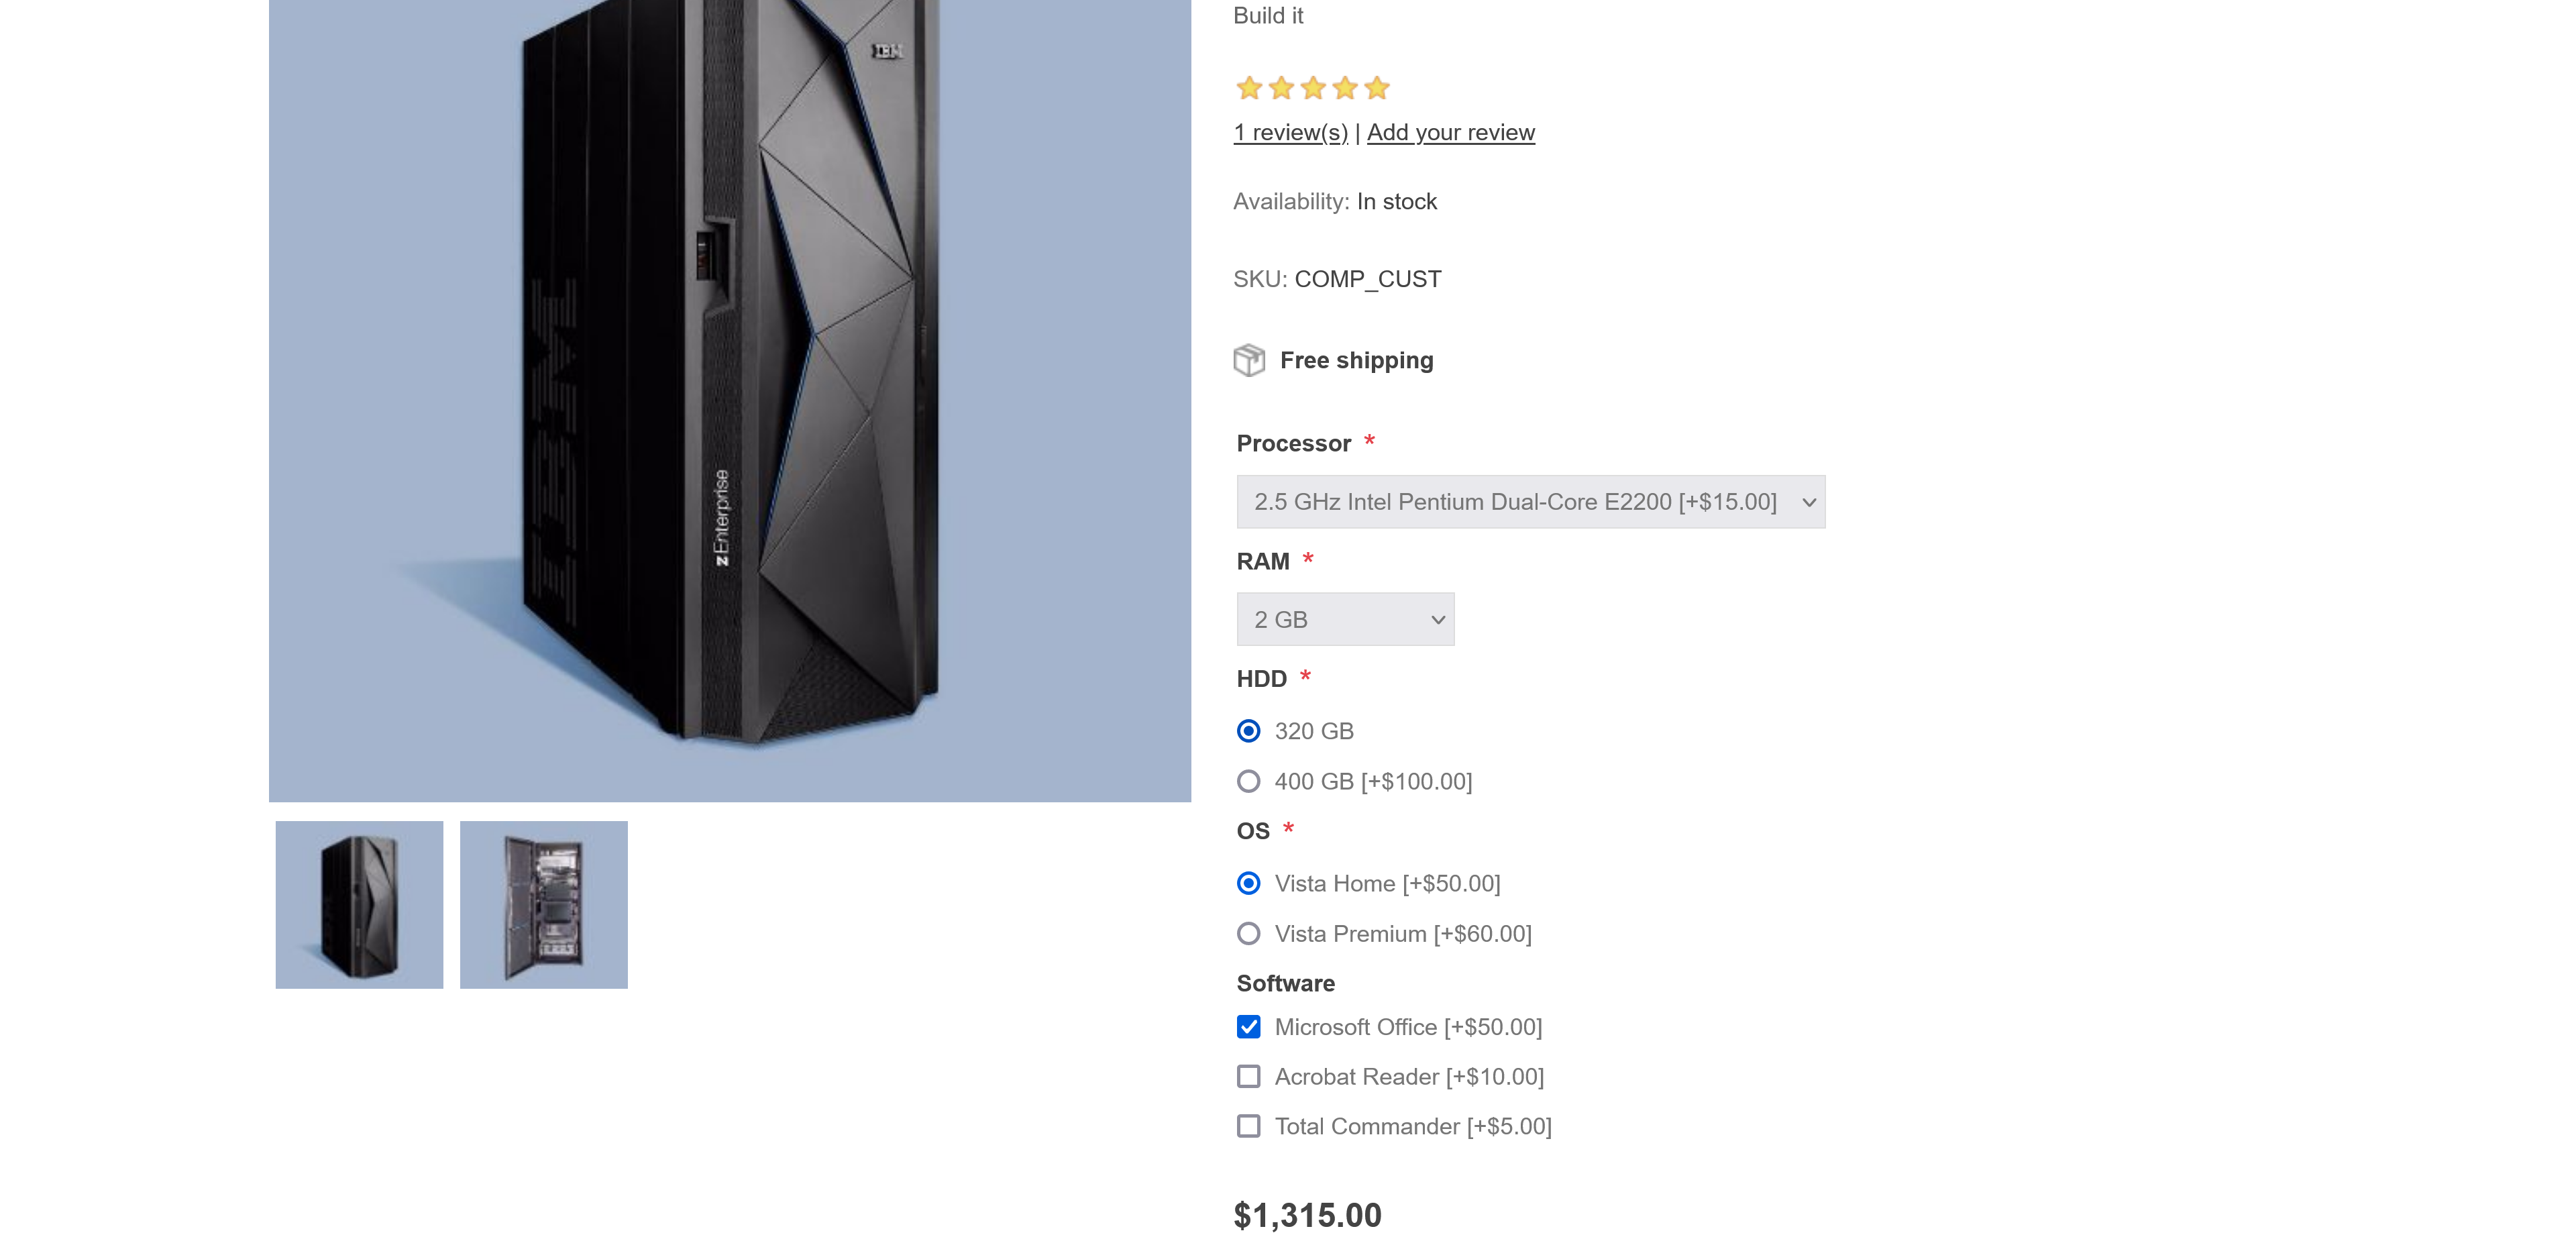 IBM
IBM
zEnterprise
Build it
1 review(s) | Add your review
Availability: In stock
SKU: COMP_CUST
Free shipping
Processor *
2.5 GHz Intel Pentium Dual-Core E2200 [+$15.00]
RAM *
2 GB
HDD *
320 GB
400 GB [+$100.00]
OS *
Vista Home [+$50.00]
Vista Premium [+$60.00]
Software
Microsoft Office [+$50.00]
Acrobat Reader [+$10.00]
Total Commander [+$5.00]
$1,315.00